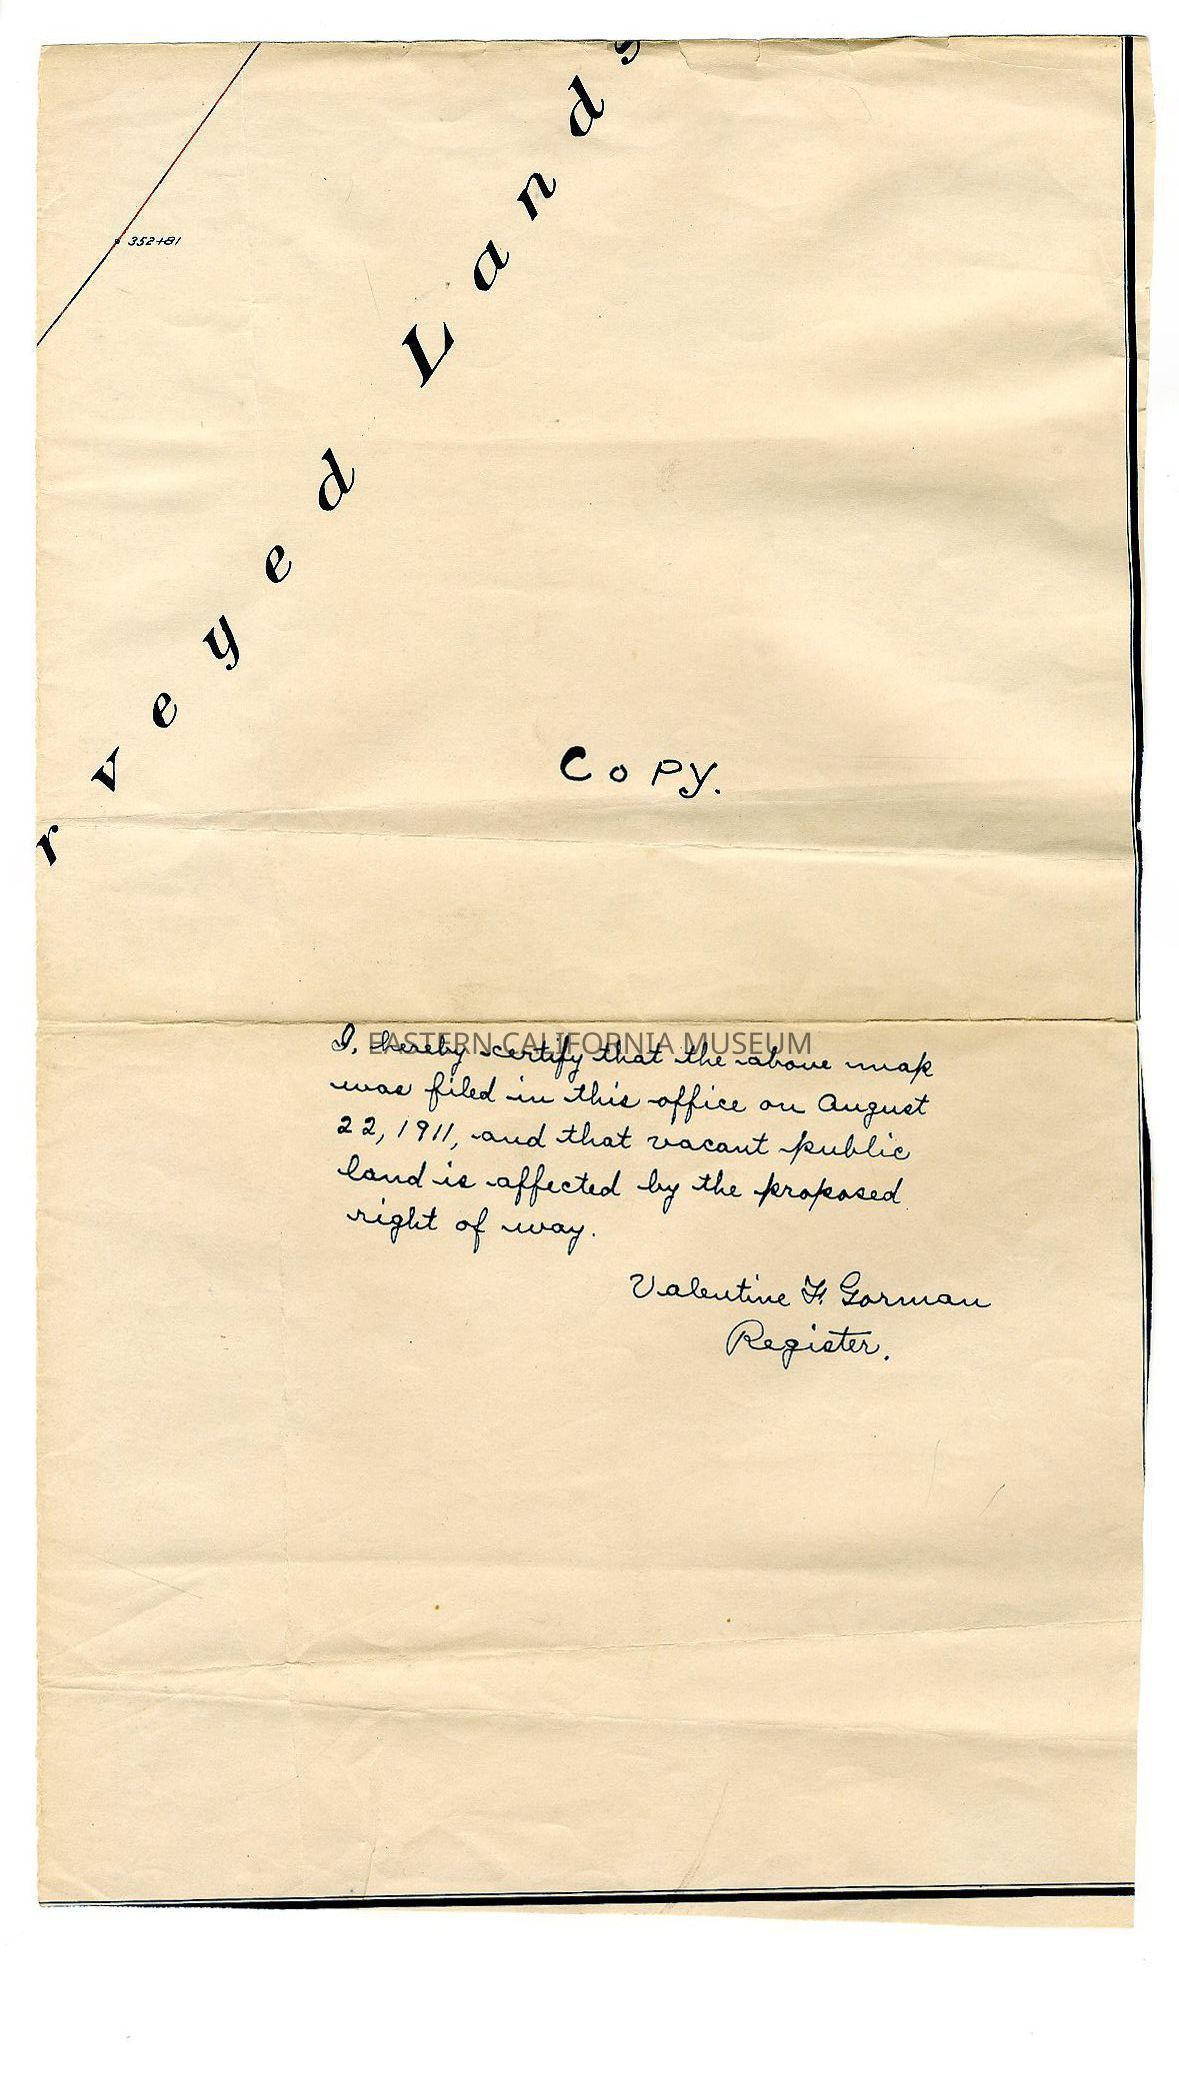 rveyed Lands
352+81
Copy.
EASTERN CALIFORNIA MUSEUM
I, hereby certify that the above map
was filed in this office on August
22, 1911, and that vacant public
land is affected by the proposed
right of way.
Valentine F. Gorman
Register.